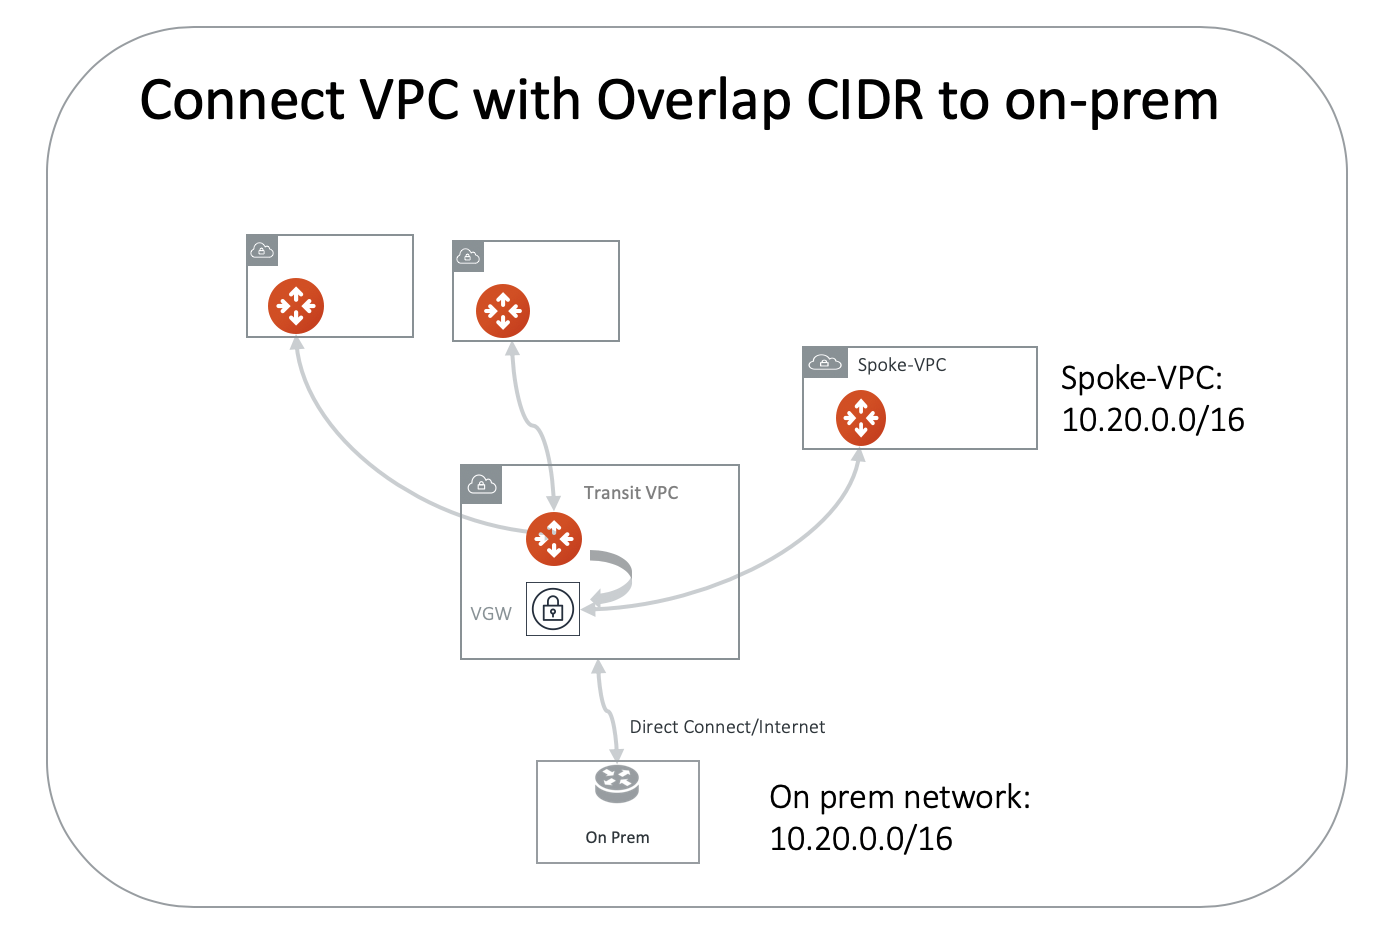 Connect VPC with Overlap CIDR to on-prem
Spoke-VPC
Spoke-VPC:
10.20.0.0/16
Transit VPC
VGW
Direct Connect/Internet
On Prem
On prem network:
10.20.0.0/16